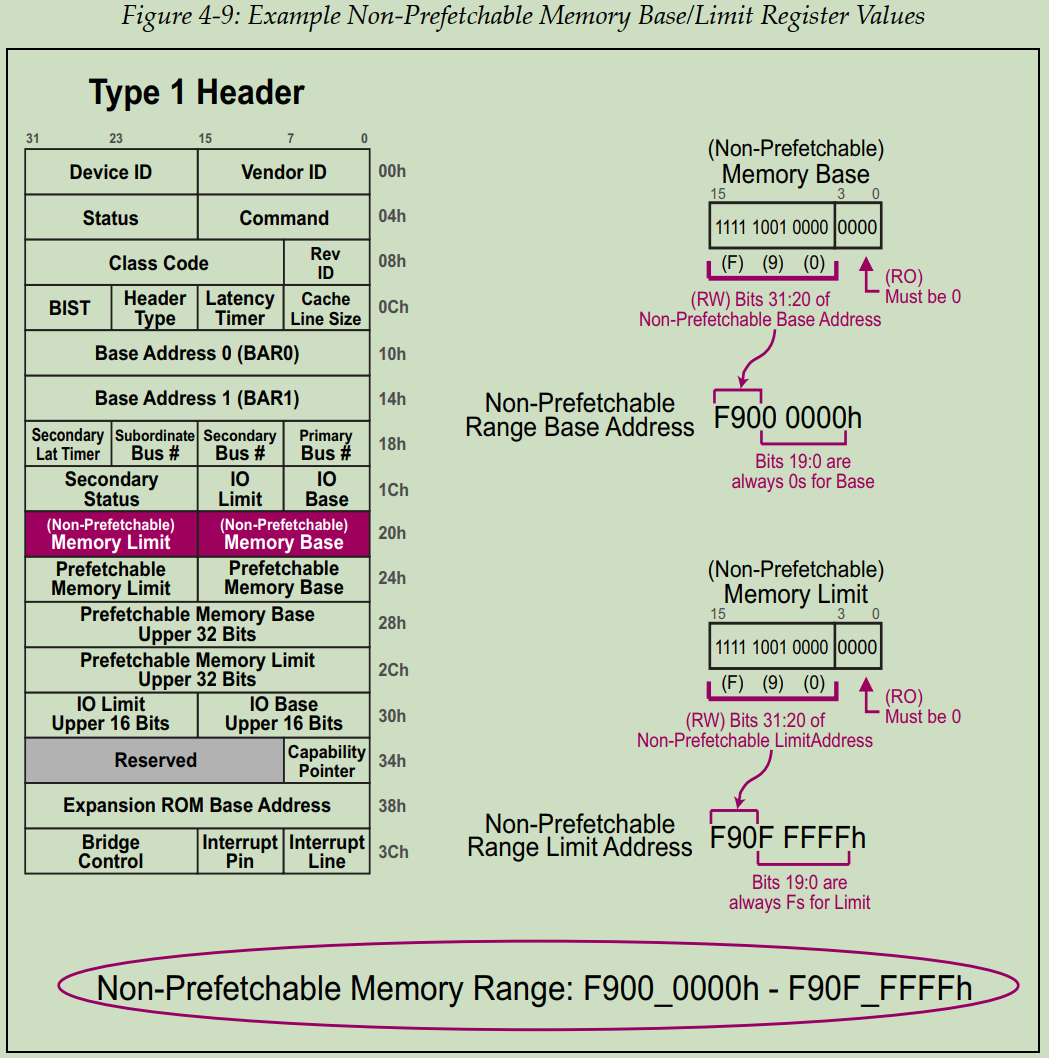 Figure 4-9: Example Non-Prefetchable Memory Base/Limit Register Values
Type 1 Header
31 23 15 7 0
Device ID Vendor ID 00h
Status Command 04h
Class Code Rev ID 08h
BIST Header Type Latency Timer Cache Line Size 0Ch
Base Address 0 (BAR0) 10h
Base Address 1 (BAR1) 14h
Secondary Lat Timer Subordinate Bus # Secondary Bus # Primary Bus # 18h
Secondary Status IO Limit IO Base 1Ch
(Non-Prefetchable) Memory Limit (Non-Prefetchable) Memory Base 20h
Prefetchable Memory Limit Prefetchable Memory Base 24h
Prefetchable Memory Base Upper 32 Bits 28h
Prefetchable Memory Limit Upper 32 Bits 2Ch
IO Limit Upper 16 Bits IO Base Upper 16 Bits 30h
Reserved Capability Pointer 34h
Expansion ROM Base Address 38h
Bridge Control Interrupt Pin Interrupt Line 3Ch
(Non-Prefetchable)
Memory Base
15 3 0
1111 1001 0000 0000
(F) (9) (0)
(RO)
Must be 0
(RW) Bits 31:20 of
Non-Prefetchable Base Address
Non-Prefetchable
Range Base Address
F900 0000h
Bits 19:0 are
always 0s for Base
(Non-Prefetchable)
Memory Limit
15 3 0
1111 1001 0000 0000
(F) (9) (0)
(RO)
Must be 0
(RW) Bits 31:20 of
Non-Prefetchable LimitAddress
Non-Prefetchable
Range Limit Address
F90F FFFFh
Bits 19:0 are
always Fs for Limit
Non-Prefetchable Memory Range: F900_0000h - F90F_FFFFh